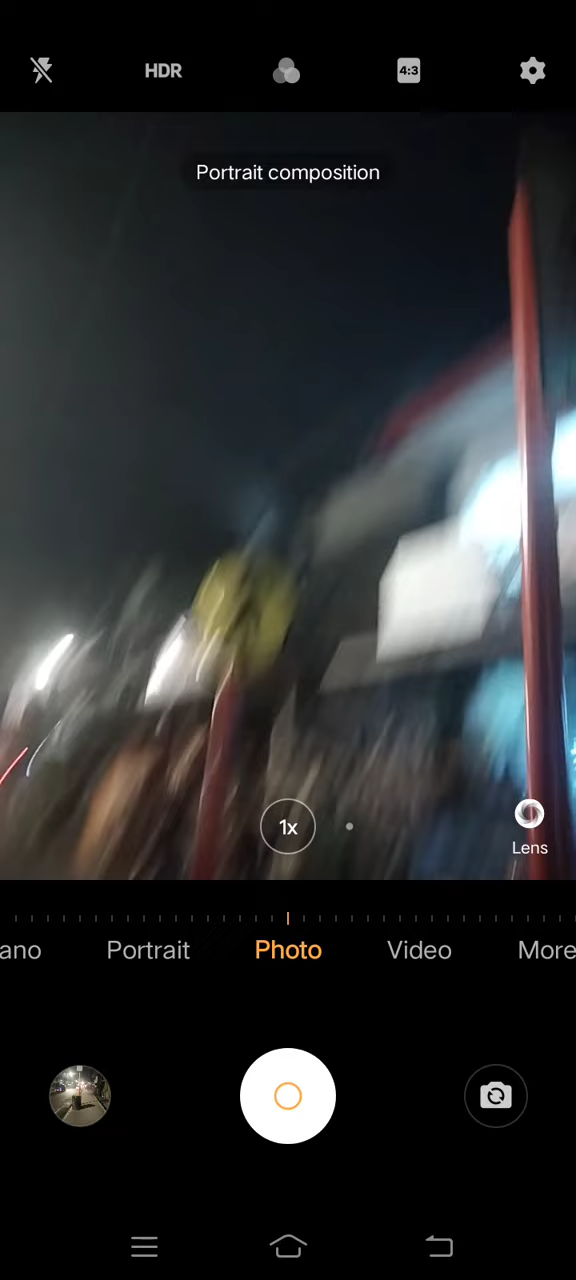 HDR
4:3
Portrait composition
1x
Lens
ano
Portrait
Photo
Video
More